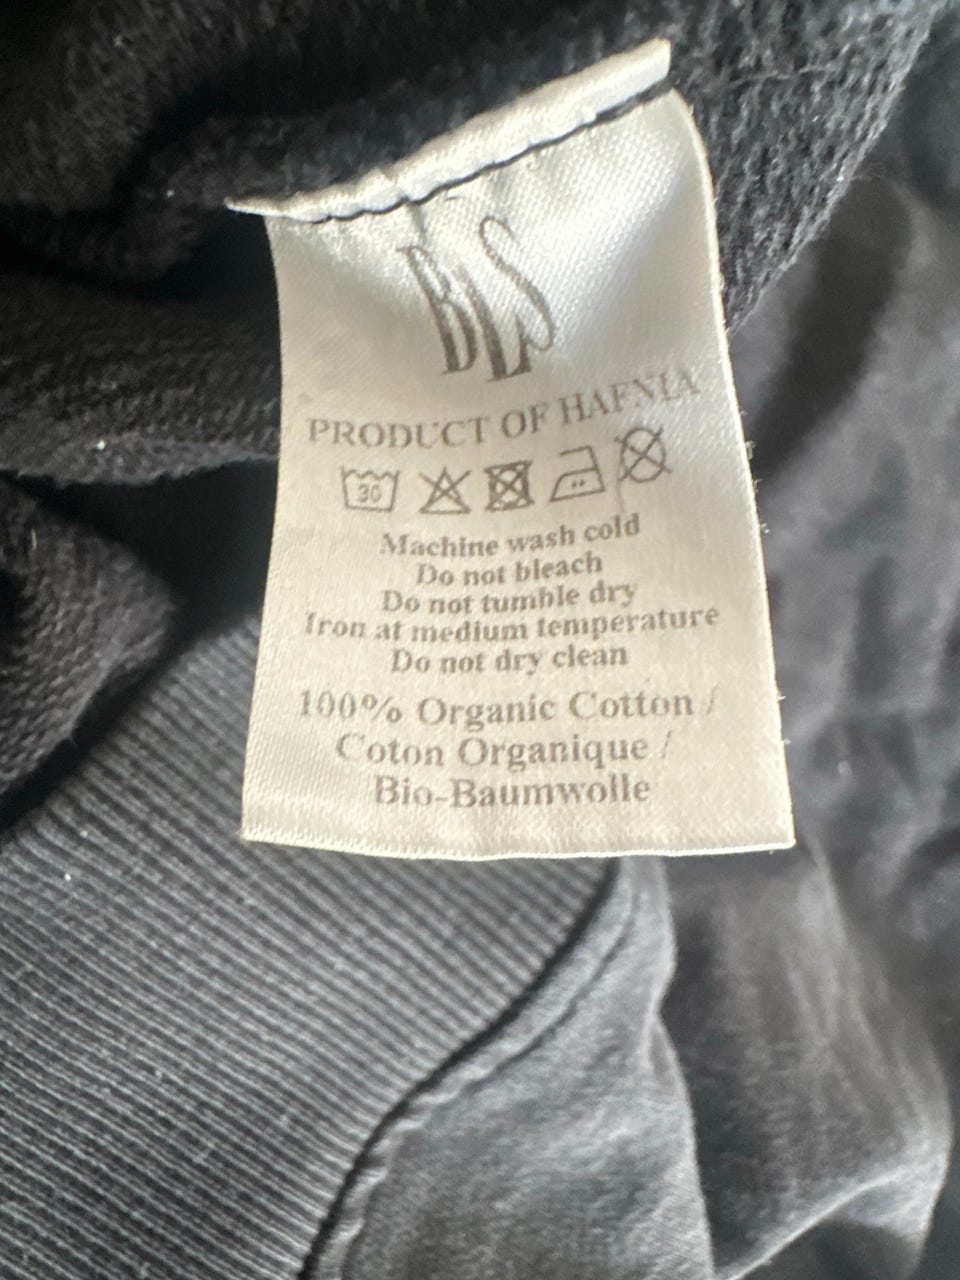 BLS
PRODUCT OF HAFNIA
30
Machine wash cold
Do not bleach
Do not tumble dry
Iron at medium temperature
Do not dry clean
100% Organic Cotton /
Coton Organique /
Bio-Baumwolle